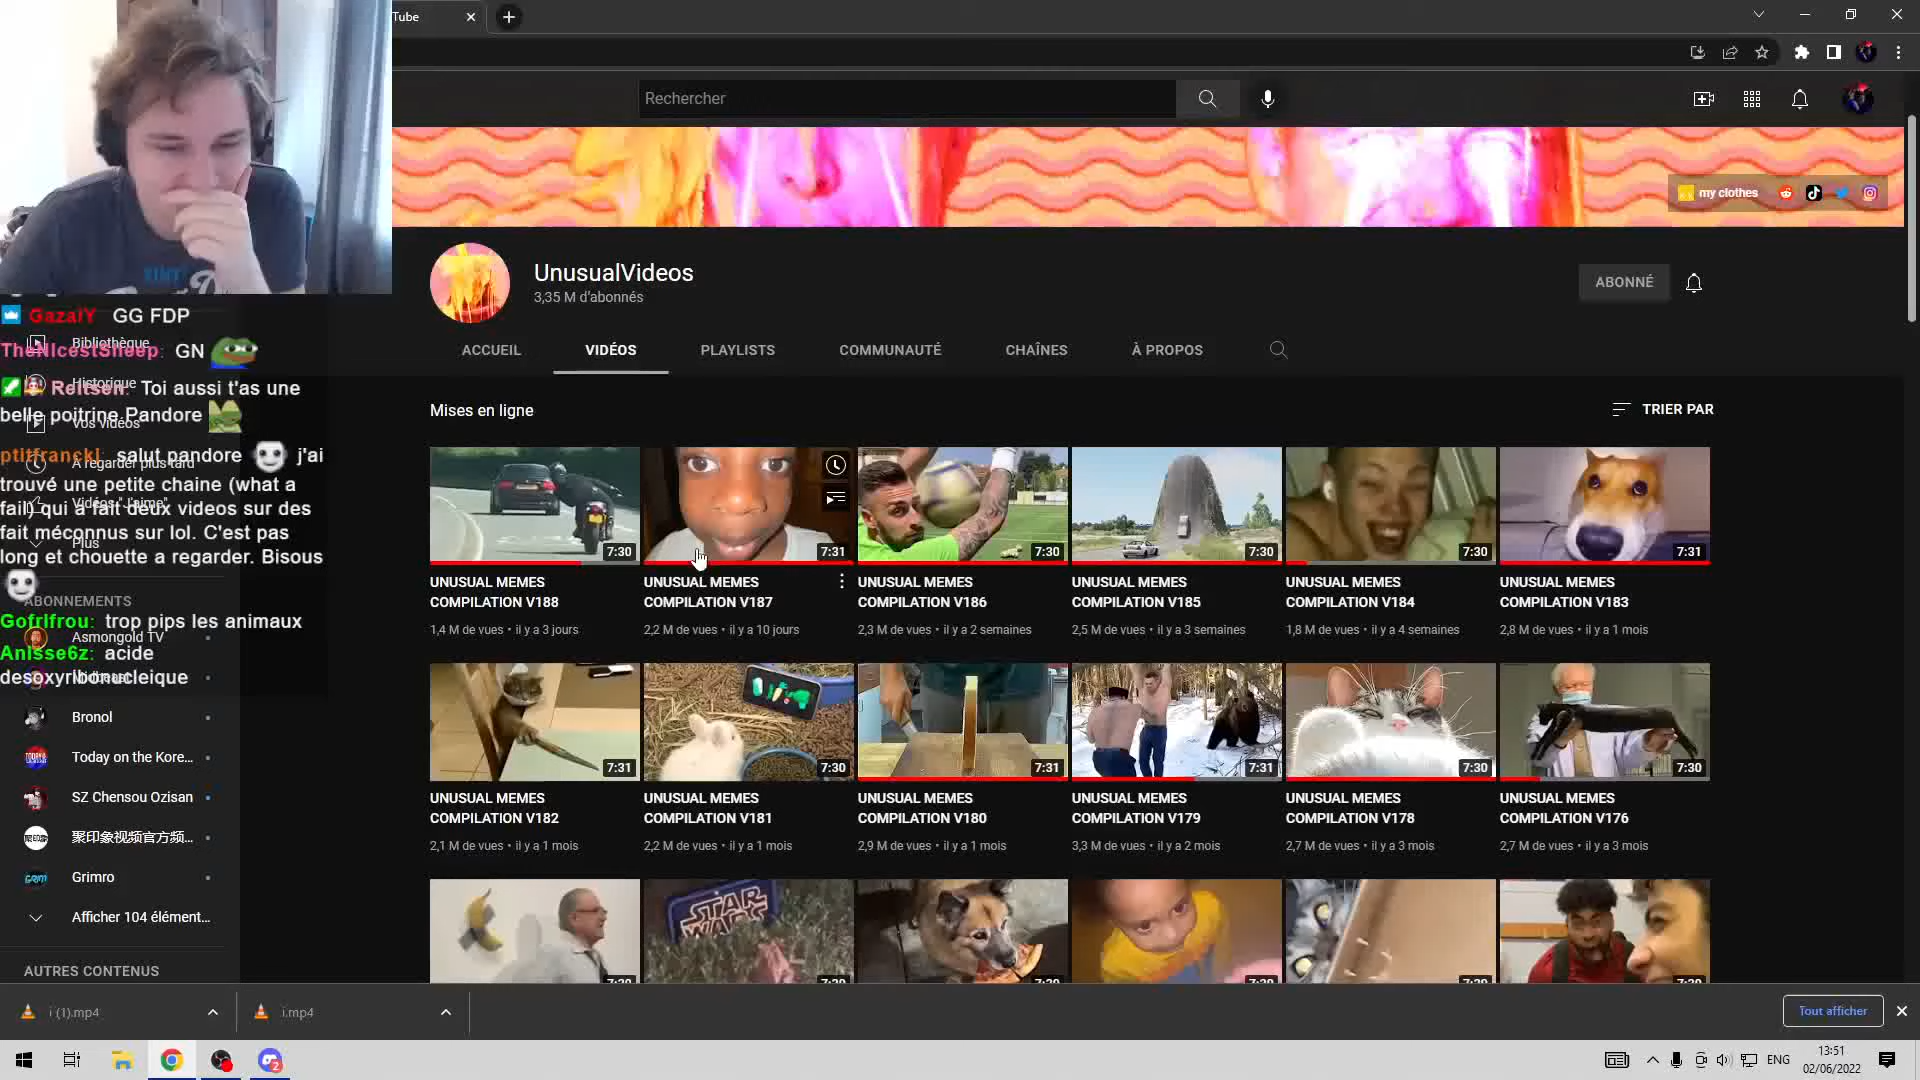 Tube
Rechercher
my clothes
UnusualVideos
3,35 M d'abonnés
ABONNÉ
ACCUEIL
VIDÉOS
PLAYLISTS
COMMUNAUTÉ
CHAÎNES
À PROPOS
Mises en ligne
TRIER PAR
GazalY GG FDP
TheNIcestSheep: GN
Reltsen: Toi aussi t'as une
belle poitrine Pandore
ptitfrancki: salut pandore j'ai
trouvé une petite chaine (what a
fail) qui a fait deux videos sur des
fait méconnus sur lol. C'est pas
long et chouette a regarder. Bisous
Gofrlfrou: trop pips les animaux
Anlsse6z: acide
desoxyribonucleique
Bibliothèque
Historique
Vos vidéos
À regarder plus tard
Vidéos "J'aime"
Plus
ABONNEMENTS
Asmongold TV
Bronol
Today on the Kore...
SZ Chensou Ozisan
聚印象视频官方频...
Grimro
Afficher 104 élément...
AUTRES CONTENUS
7:30
7:31
7:30
7:30
7:30
7:31
UNUSUAL MEMES
COMPILATION V188
1,4 M de vues • il y a 3 jours
UNUSUAL MEMES
COMPILATION V187
2,2 M de vues • il y a 10 jours
UNUSUAL MEMES
COMPILATION V186
2,3 M de vues • il y a 2 semaines
UNUSUAL MEMES
COMPILATION V185
2,5 M de vues • il y a 3 semaines
UNUSUAL MEMES
COMPILATION V184
1,8 M de vues • il y a 4 semaines
UNUSUAL MEMES
COMPILATION V183
2,8 M de vues • il y a 1 mois
7:31
7:30
7:31
7:31
7:30
7:30
UNUSUAL MEMES
COMPILATION V182
2,1 M de vues • il y a 1 mois
UNUSUAL MEMES
COMPILATION V181
2,2 M de vues • il y a 1 mois
UNUSUAL MEMES
COMPILATION V180
2,9 M de vues • il y a 1 mois
UNUSUAL MEMES
COMPILATION V179
3,3 M de vues • il y a 2 mois
UNUSUAL MEMES
COMPILATION V178
2,7 M de vues • il y a 3 mois
UNUSUAL MEMES
COMPILATION V176
2,7 M de vues • il y a 3 mois
STAR
WARS
i (1).mp4
i.mp4
Tout afficher
2
ENG
13:51
02/06/2022